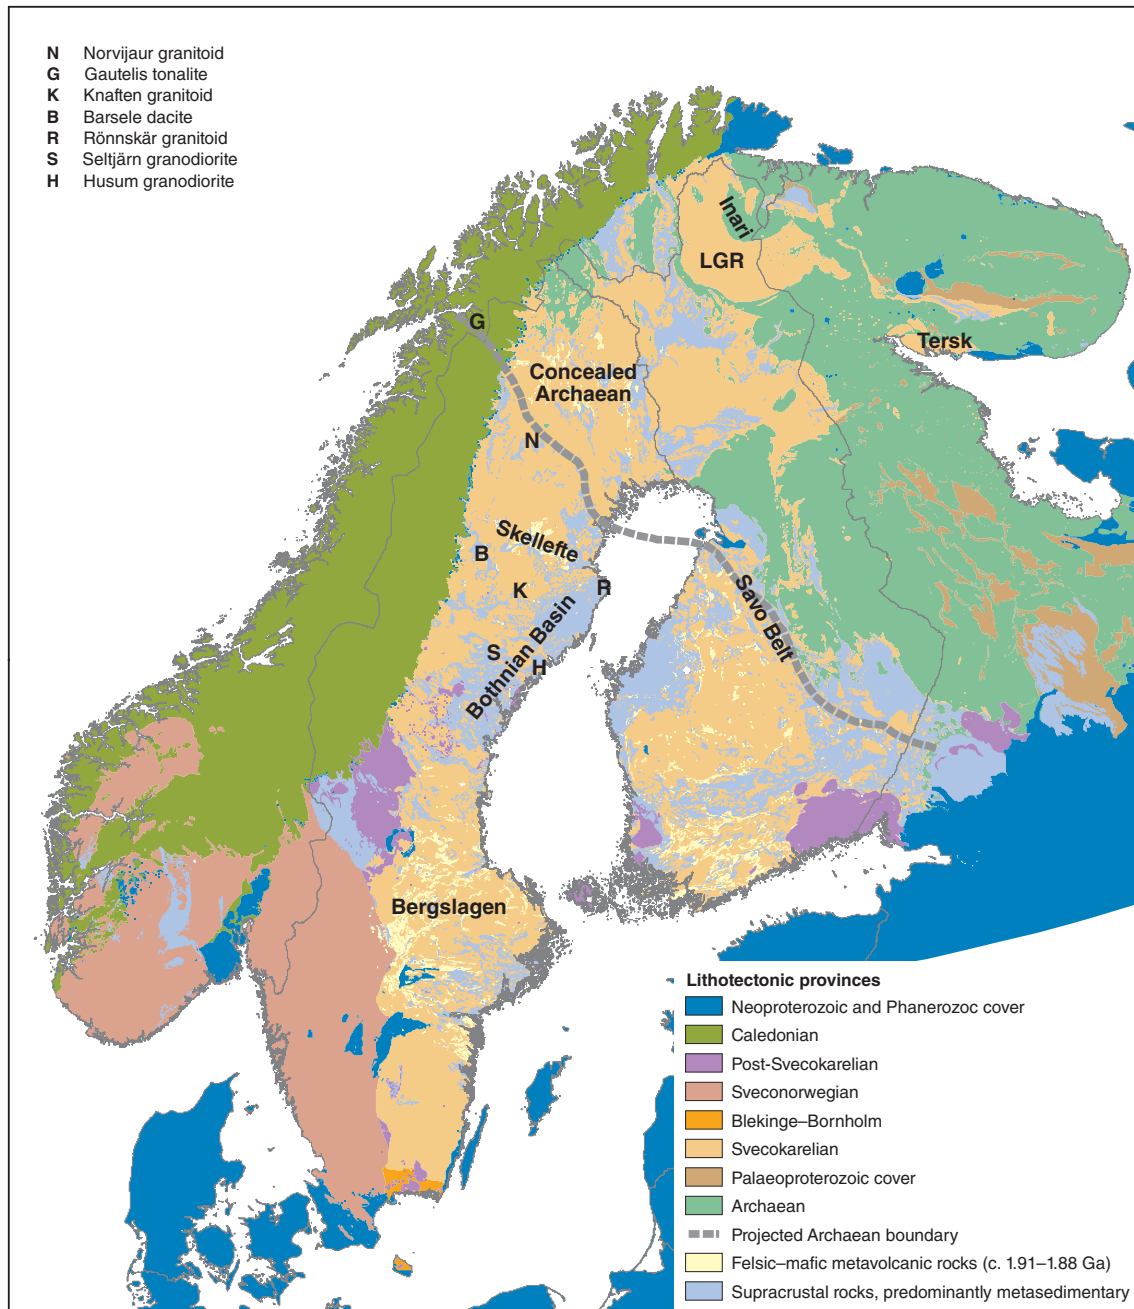 N Norvijaur granitoid
G Gautelis tonalite
K Knaften granitoid
B Barsele dacite
R Rönnskär granitoid
S Seltjärn granodiorite
H Husum granodiorite
Inari
LGR
G
Tersk
Concealed
Archaean
N
Skellefte
B
K
R
Savo Belt
S
Bothnian Basin
H
Bergslagen
Lithotectonic provinces
Neoproterozoic and Phanerozoc cover
Caledonian
Post-Svecokarelian
Sveconorwegian
Blekinge–Bornholm
Svecokarelian
Palaeoproterozoic cover
Archaean
Projected Archaean boundary
Felsic–mafic metavolcanic rocks (c. 1.91–1.88 Ga)
Supracrustal rocks, predominantly metasedimentary